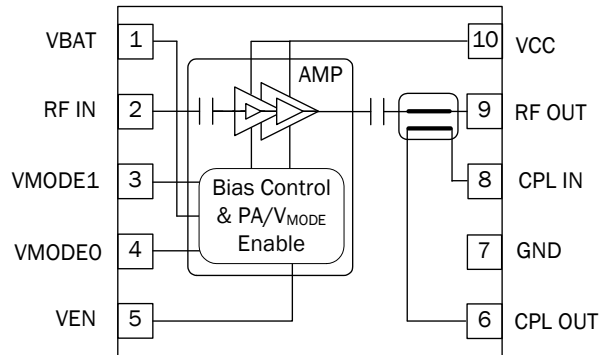 VBAT 1
10 VCC
AMP
RF IN 2
9 RF OUT
VMODE1 3
8 CPL IN
Bias Control
& PA/VMODE
Enable
VMODE0 4
7 GND
VEN 5
6 CPL OUT